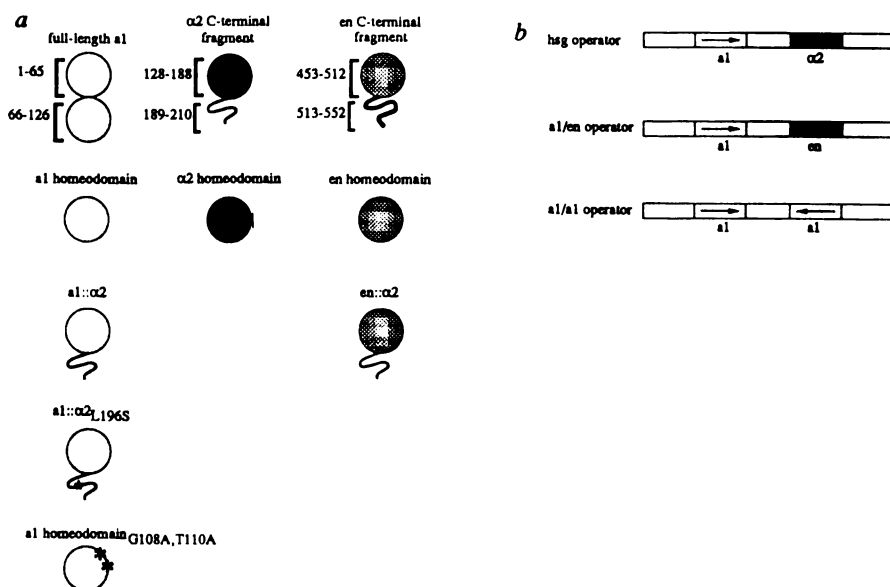 a
full-length a1
α2 C-terminal
fragment
en C-terminal
fragment
1-65
66-126
128-188
189-210
453-512
513-552
a1 homeodomain
α2 homeodomain
en homeodomain
a1::α2
en::α2
a1::α2L196S
a1 homeodomainG108A,T110A
b
hsg operator
a1
α2
a1/en operator
a1
en
a1/a1 operator
a1
a1